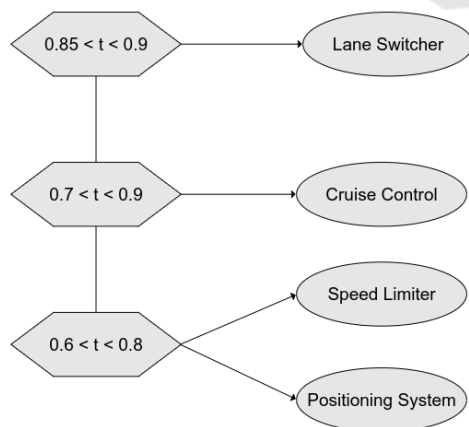 0.85 < t < 0.9
Lane Switcher
0.7 < t < 0.9
Cruise Control
Speed Limiter
0.6 < t < 0.8
Positioning System